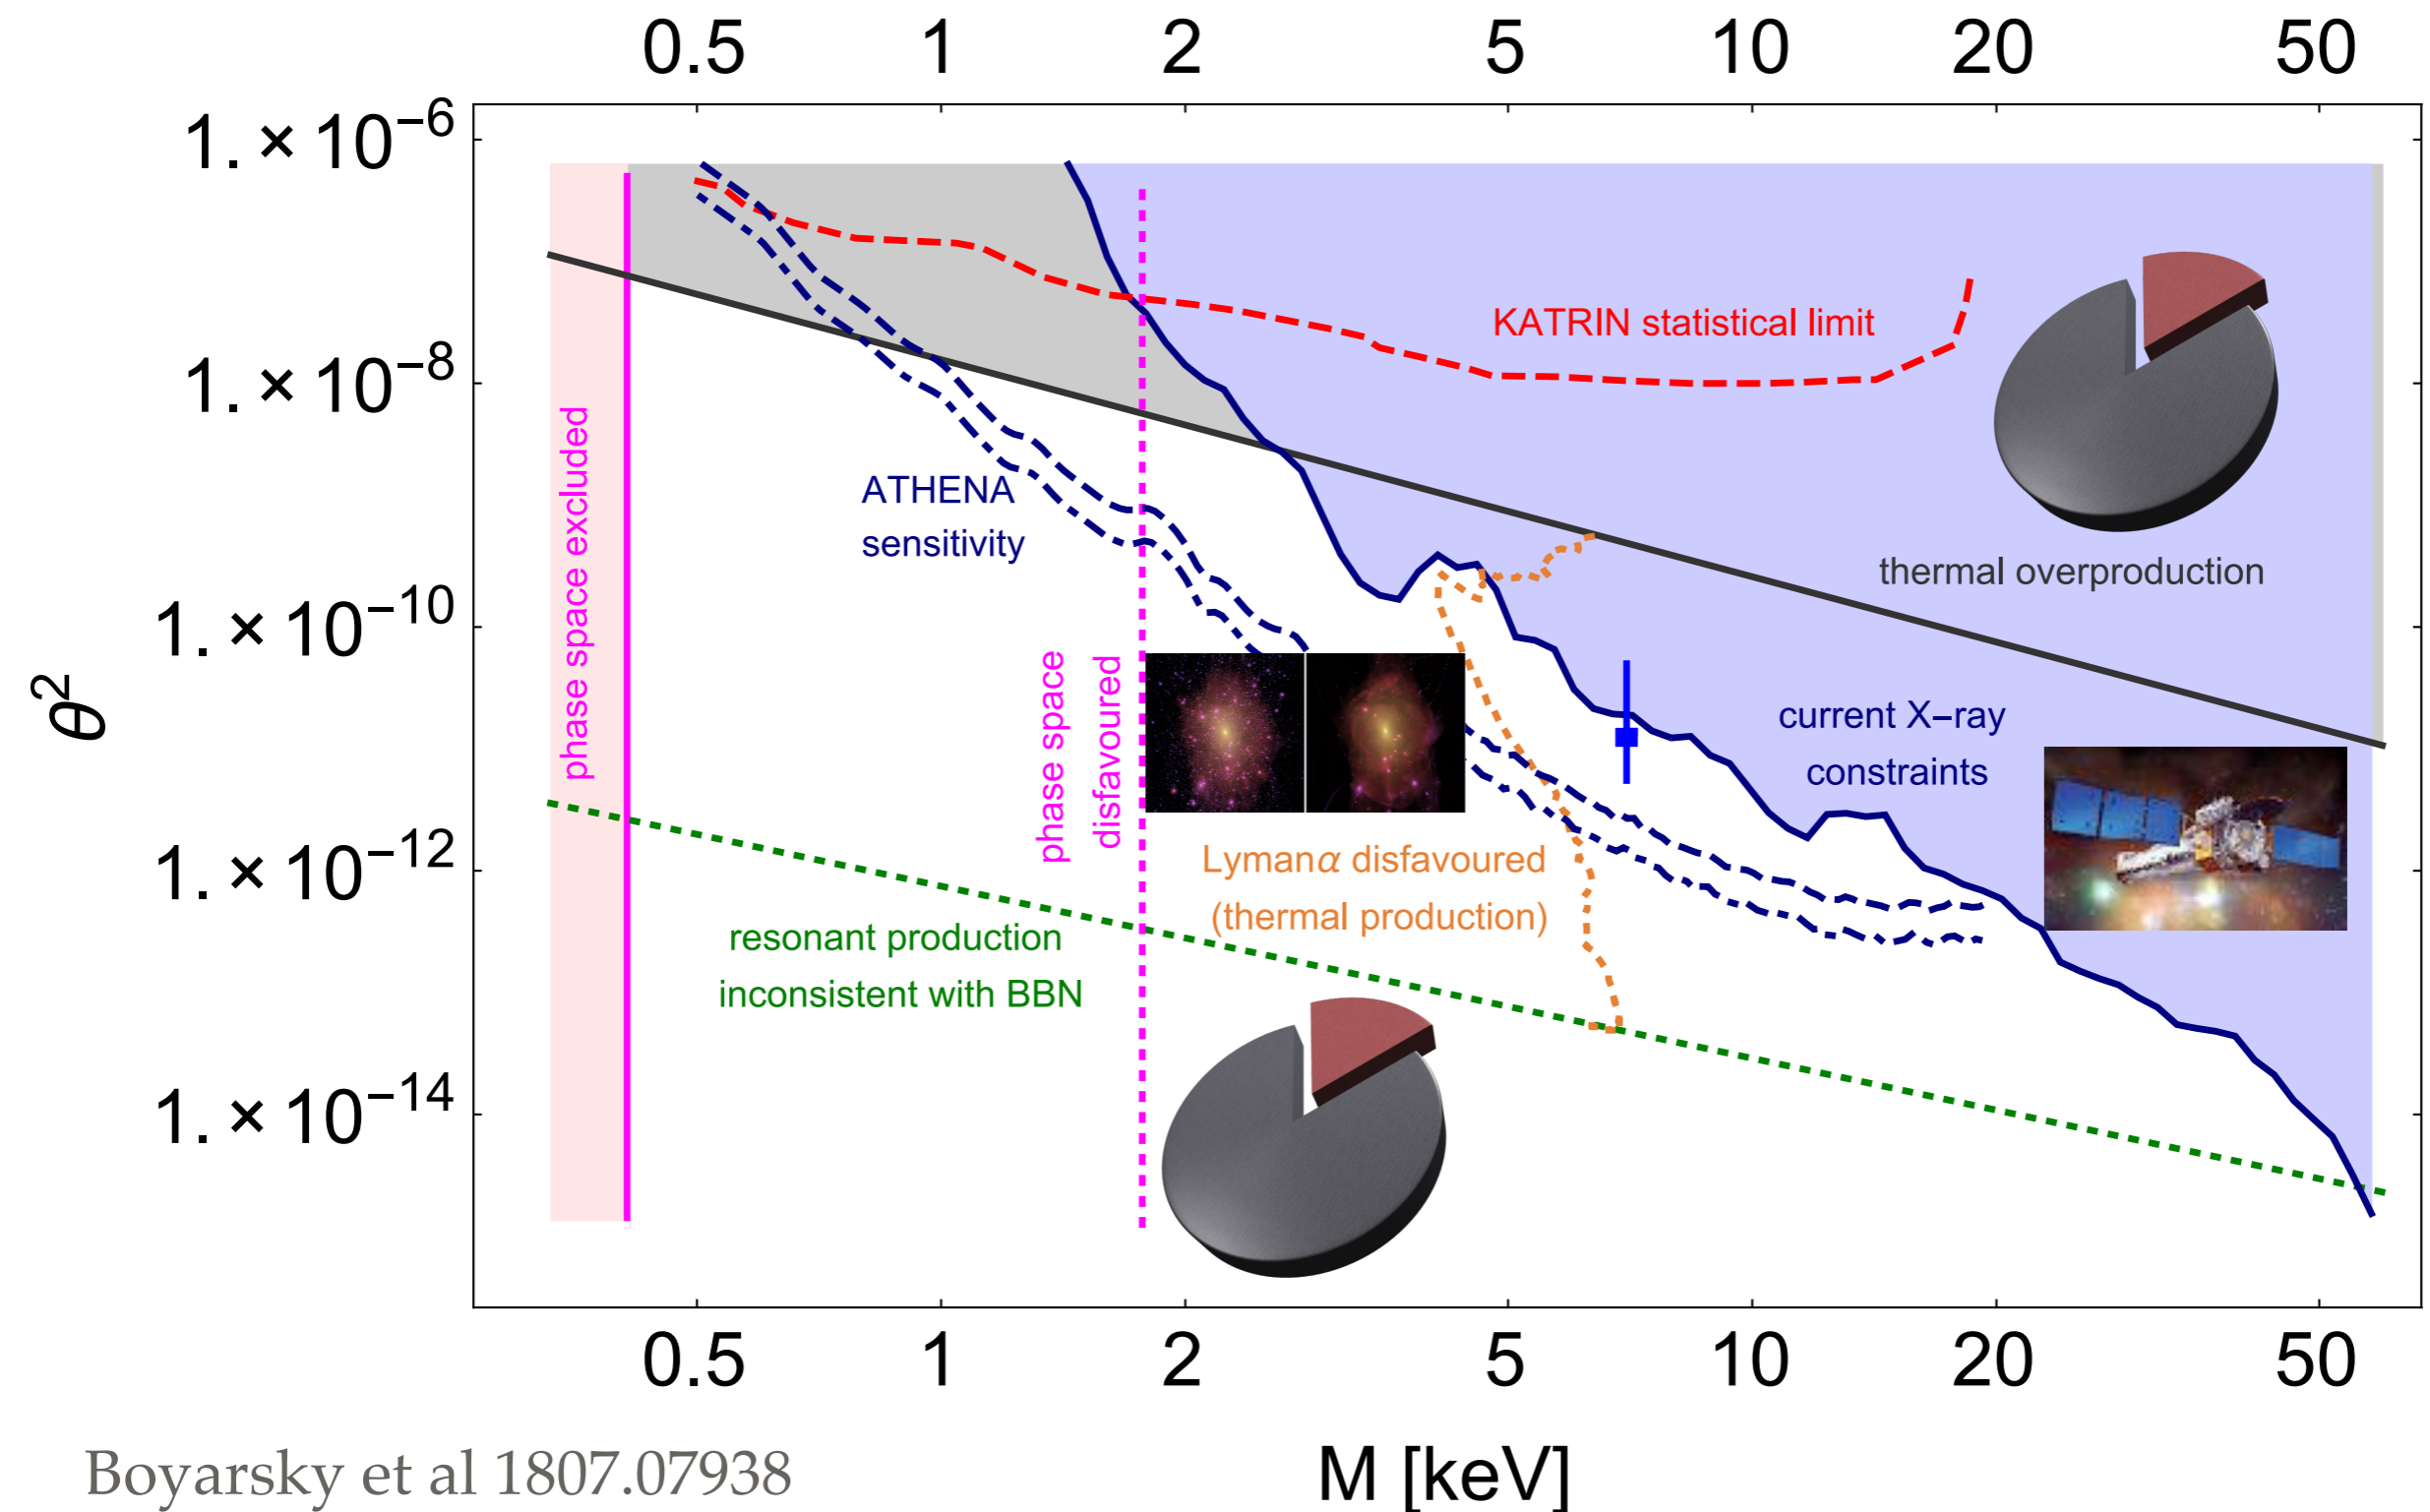 0.5 1 2 5 10 20 50
1. × 10⁻⁶
1. × 10⁻⁸
1. × 10⁻¹⁰
1. × 10⁻¹²
1. × 10⁻¹⁴
θ²
phase space excluded
KATRIN statistical limit
ATHENA
sensitivity
thermal overproduction
phase space
disfavoured
current X−ray
constraints
Lymanα disfavoured
(thermal production)
resonant production
inconsistent with BBN
0.5 1 2 5 10 20 50
M [keV]
Boyarsky et al 1807.07938